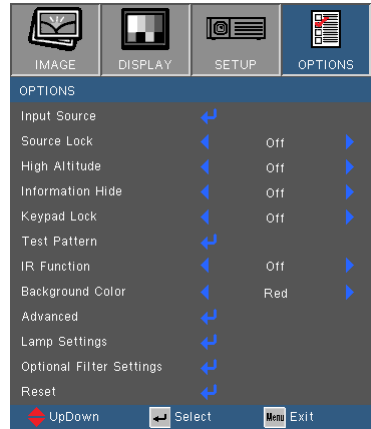 IMAGE DISPLAY SETUP OPTIONS
OPTIONS
Input Source
Source Lock Off
High Altitude Off
Information Hide Off
Keypad Lock Off
Test Pattern
IR Function Off
Background Color Red
Advanced
Lamp Settings
Optional Filter Settings
Reset
UpDown Select Menu Exit